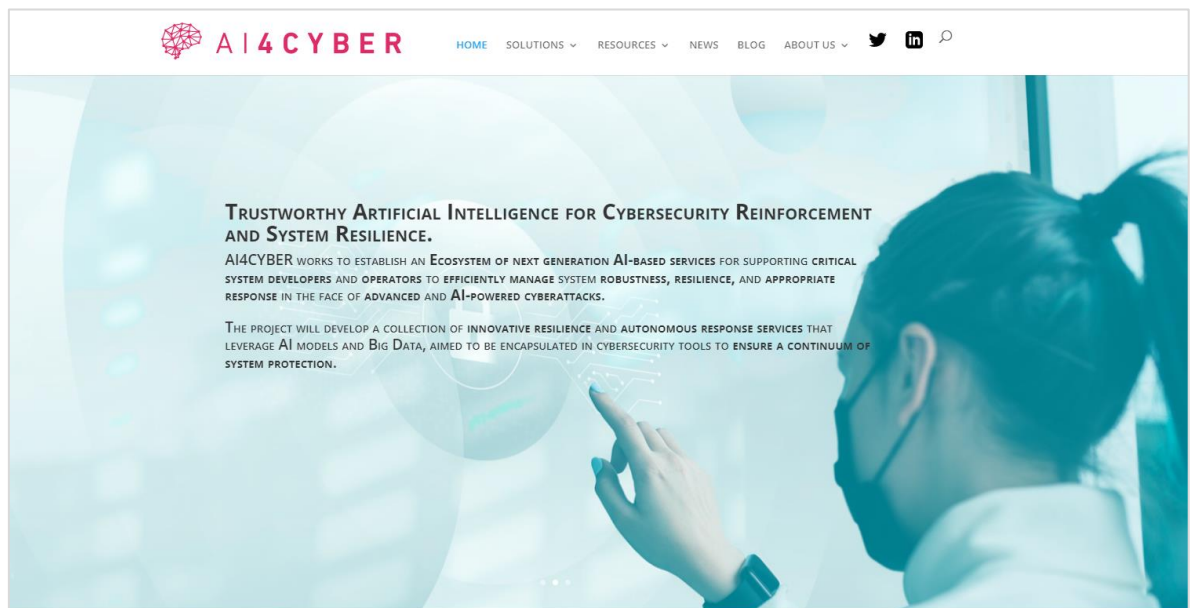 AI4CYBER
HOME SOLUTIONS RESOURCES NEWS BLOG ABOUT US
Trustworthy Artificial Intelligence for Cybersecurity Reinforcement
and System Resilience.
AI4CYBER works to establish an Ecosystem of next generation AI-based services for supporting critical
system developers and operators to efficiently manage system robustness, resilience, and appropriate
response in the face of advanced and AI-powered cyberattacks.
The project will develop a collection of innovative resilience and autonomous response services that
leverage AI models and Big Data, aimed to be encapsulated in cybersecurity tools to ensure a continuum of
system protection.